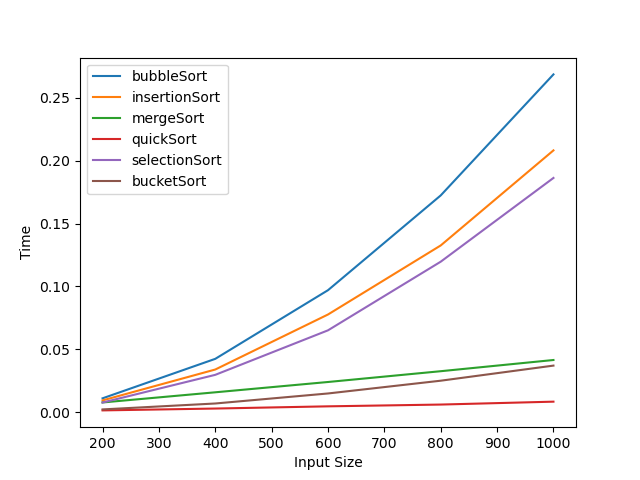 bubbleSort
insertionSort
mergeSort
quickSort
selectionSort
bucketSort
0.25
0.20
0.15
0.10
0.05
0.00
Time
200 300 400 500 600 700 800 900 1000
Input Size